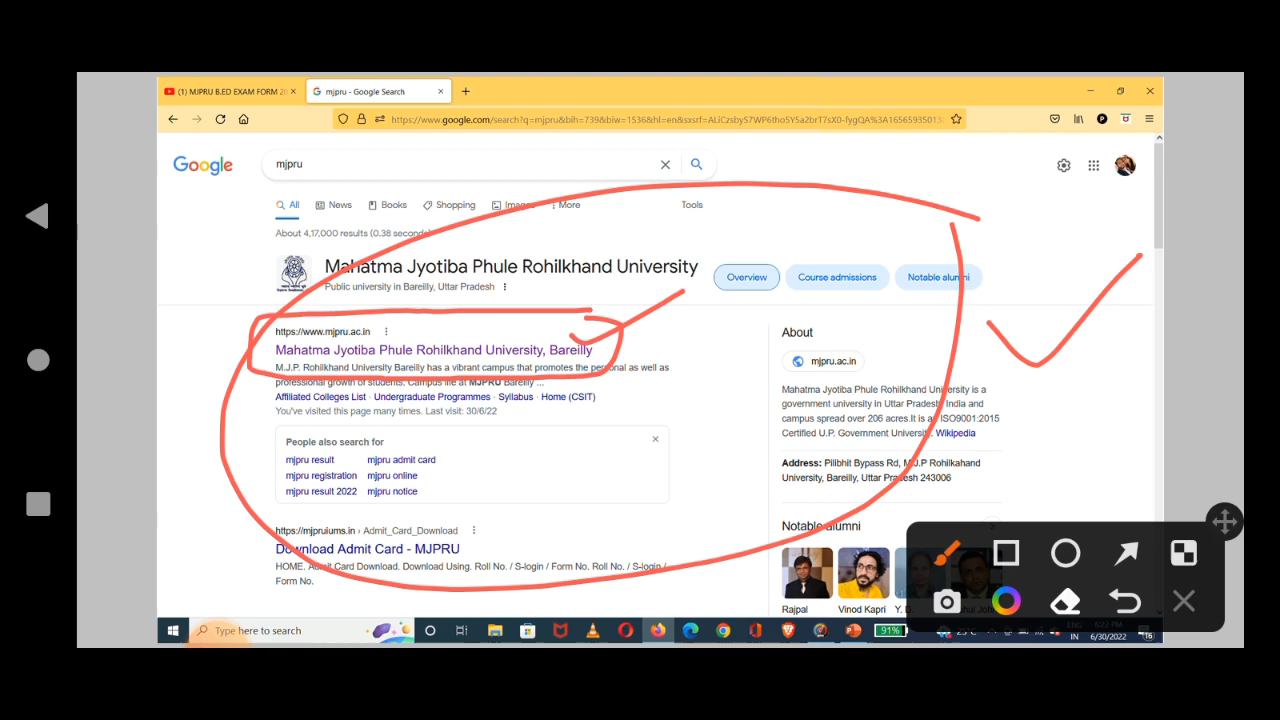 (1) MJPRU B.ED EXAM FORM 20
mjpru - Google Search
https://www.google.com/search?q=mjpru&bih=739&biw=1536&hl=en&sxsrf=
Google
mjpru
All News Books Shopping Images More Tools
About 4,17,000 results (0.38 seconds)
Mahatma Jyotiba Phule Rohilkhand University
Public university in Bareilly, Uttar Pradesh
Overview Course admissions Notable alumni
https://www.mjpru.ac.in
Mahatma Jyotiba Phule Rohilkhand University, Bareilly
M.J.P. Rohilkhand University Bareilly has a vibrant campus that promotes the personal as well as
professional growth of students. Campus life at MJPRU Bareilly ...
Affiliated Colleges List · Undergraduate Programmes · Syllabus · Home (CSIT)
You've visited this page many times. Last visit: 30/6/22
People also search for
mjpru result mjpru admit card
mjpru registration mjpru online
mjpru result 2022 mjpru notice
https://mjpruiums.in › Admit_Card_Download
Download Admit Card - MJPRU
HOME. Admit Card Download. Download Using. Roll No. / S-login / Form No. Roll No. / S-login /
Form No.
About
mjpru.ac.in
Mahatma Jyotiba Phule Rohilkhand University is a
government university in Uttar Pradesh, India and
campus spread over 206 acres.It is a ISO9001:2015
Certified U.P. Government University. Wikipedia
Address: Pilibhit Bypass Rd, M.J.P Rohilkahand
University, Bareilly, Uttar Pradesh 243006
Notable alumni
Rajpal Vinod Kapri
Type here to search
91%
25°C
6:22 PM
IN 6/30/2022
16